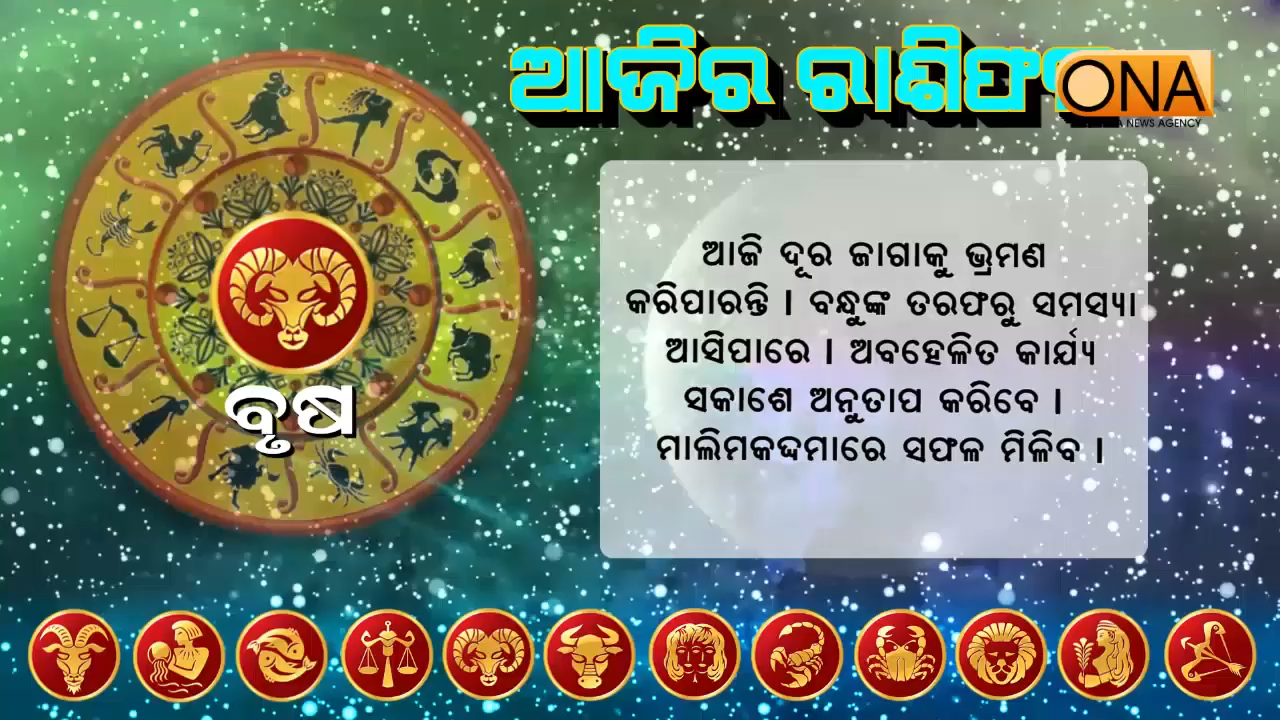 ଆଜିର
ONA
A NEWS AGENCY
ଆଜି ଦୂର ଜାଗାକୁ ଭ୍ରମଣ
କରିପାରନ୍ତି ।  ବନ୍ଧୁଙ୍କ ତରଫରୁ ସମସ୍ୟା
ଆସିପାରେ । ଅବହେଳିତ କାର୍ଯ୍ୟ
ସକାଶେ ଅନୁତାପ କରିବେ ।
ମାଲିମକଦ୍ଦମାରେ ସଫଳ ମିଳିବ ।
ବୃଷ